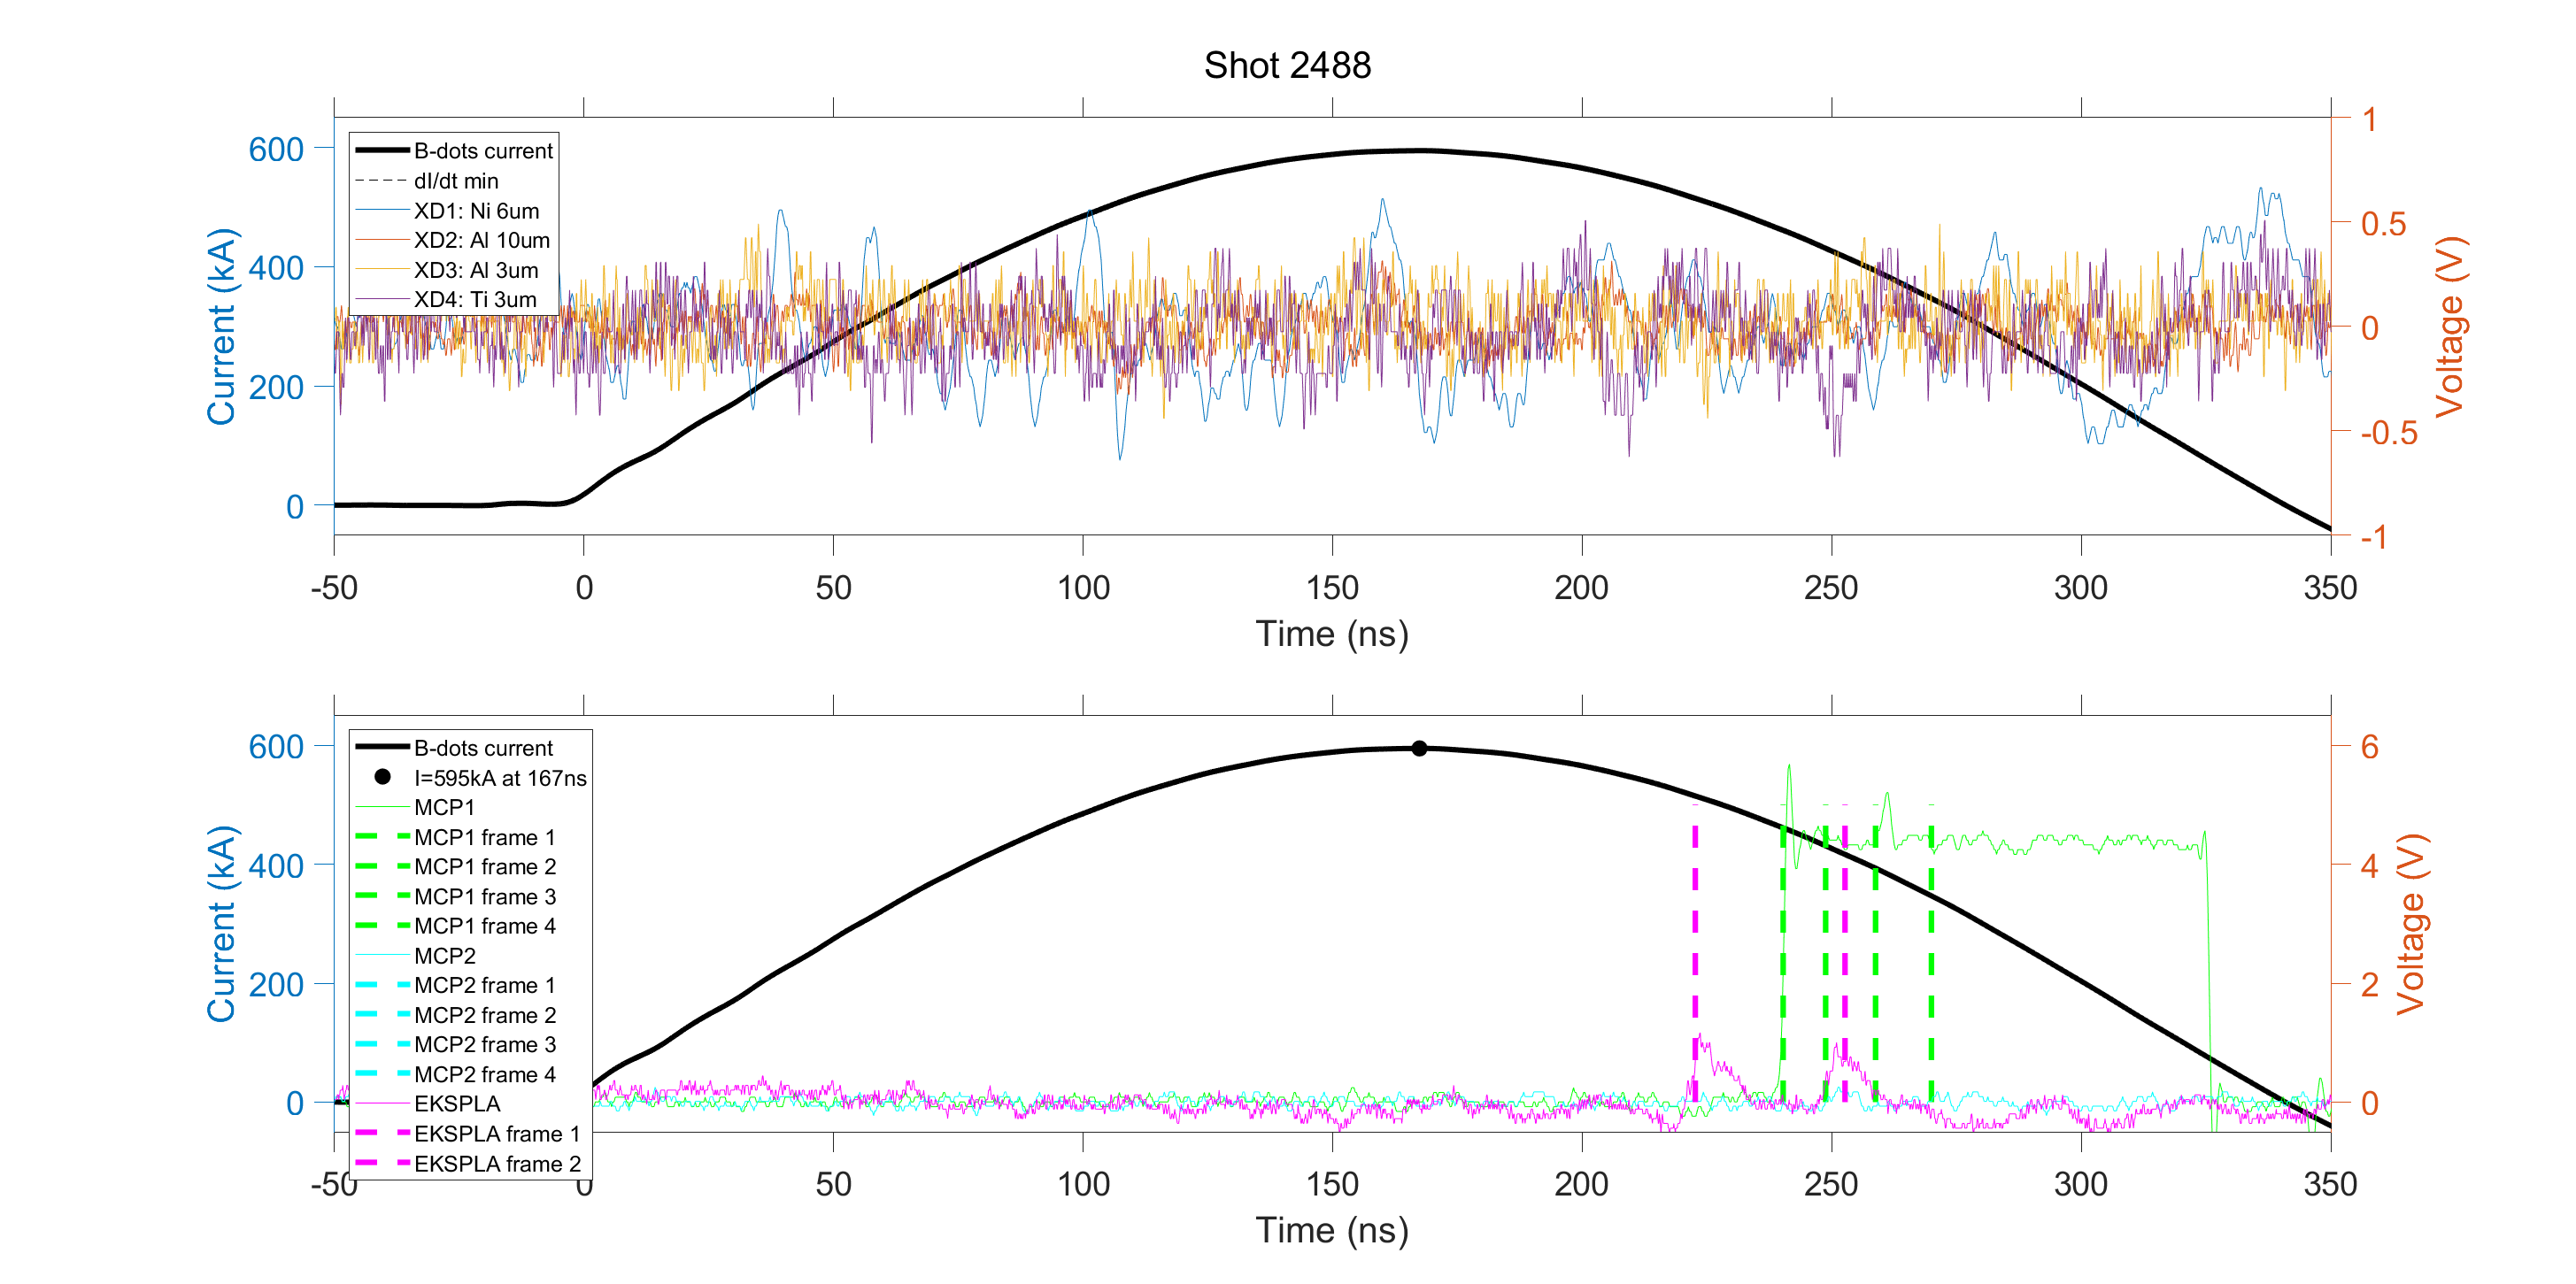 Shot 2488
B-dots current
dI/dt min
XD1: Ni 6um
XD2: Al 10um
XD3: Al 3um
XD4: Ti 3um
Current (kA)
600
400
200
0
1
0.5
0
-0.5
-1
Voltage (V)
-50 0 50 100 150 200 250 300 350
Time (ns)
B-dots current
I=595kA at 167ns
MCP1
MCP1 frame 1
MCP1 frame 2
MCP1 frame 3
MCP1 frame 4
MCP2
MCP2 frame 1
MCP2 frame 2
MCP2 frame 3
MCP2 frame 4
EKSPLA
EKSPLA frame 1
EKSPLA frame 2
Current (kA)
600
400
200
0
6
4
2
0
Voltage (V)
-50 0 50 100 150 200 250 300 350
Time (ns)